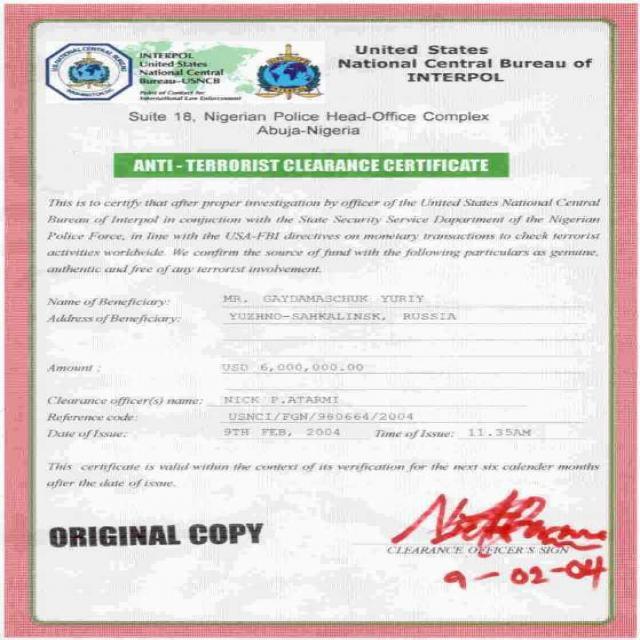 INTERPOL
United States
National Central
Bureau-USNCB
Point of Contact for
International Law Enforcement
United States
National Central Bureau of
INTERPOL
Suite 18, Nigerian Police Head-Office Complex
Abuja-Nigeria
ANTI - TERRORIST CLEARANCE CERTIFICATE
This is to certify that after proper investigation by officer of the United States National Central
Bureau of Interpol in conjuction with the State Security Service Dapartment of the Nigerian
Police Force, in line with the USA-FBI directives on monetary transactions to check terrorist
activities worldwide. We confirm the source of fund with the following particulars as genuine,
authentic and free of any terrorist involvement.
Name of Beneficiary: MR. GAYDAMASCHUK YURIY
Address of Beneficiary: YUZHNO-SAHKALINSK, RUSSIA
Amount : USD 6,000,000.00
Clearance officer(s) name: NICK P.ATARMI
Reference code: USNCI/FGN/980664/2004
Date of Issue: 9TH FEB, 2004 Time of Issue: 11.35AM
This certificate is valid within the context of its verification for the next six calender months
after the date of issue.
ORIGINAL COPY
CLEARANCE OFFICER'S SIGN
9-02-04